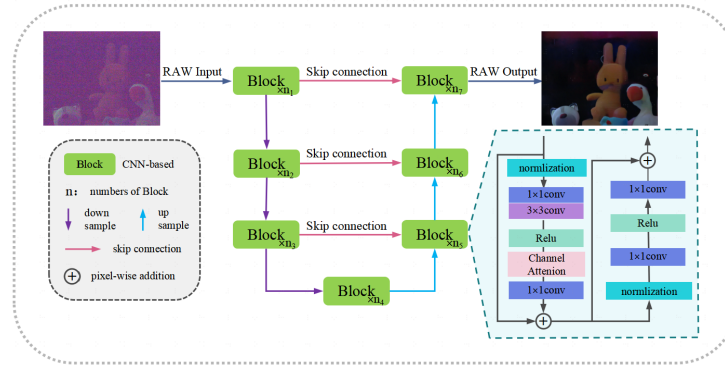 RAW Input
Block ×n1
Skip connection
Block ×n7
RAW Output
Block ×n2
Skip connection
Block ×n6
Block ×n3
Skip connection
Block ×n5
Block ×n4
Block CNN-based
n: numbers of Block
down sample
up sample
skip connection
pixel-wise addition
normlization
1×1conv
3×3conv
Relu
Channel
Attenion
1×1conv
1×1conv
Relu
1×1conv
normlization